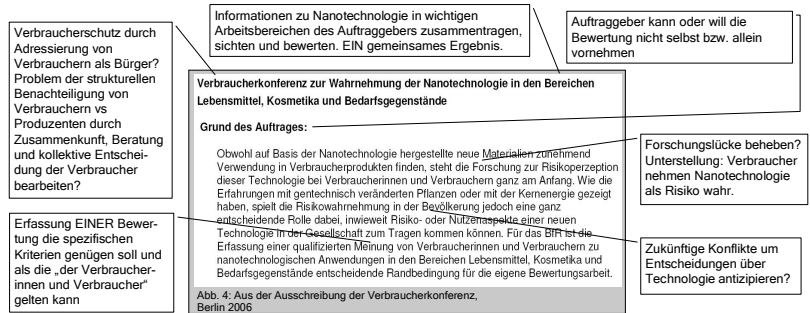 Informationen zu Nanotechnologie in wichtigen
Arbeitsbereichen des Auftraggebers zusammentragen,
sichten und bewerten. EIN gemeinsames Ergebnis.
Auftraggeber kann oder will die
Bewertung nicht selbst bzw. allein
vornehmen
Verbraucherschutz durch
Adressierung von
Verbrauchern als Bürger?
Problem der strukturellen
Benachteiligung von
Verbrauchern vs
Produzenten durch
Zusammenkunft, Beratung
und kollektive Entschei-
dung der Verbraucher
bearbeiten?
Verbraucherkonferenz zur Wahrnehmung der Nanotechnologie in den Bereichen
Lebensmittel, Kosmetika und Bedarfsgegenstände
Grund des Auftrages:
Obwohl auf Basis der Nanotechnologie hergestellte neue Materialien zunehmend
Verwendung in Verbraucherprodukten finden, steht die Forschung zur Risikoperzeption
dieser Technologie bei Verbraucherinnen und Verbrauchern ganz am Anfang. Wie die
Erfahrungen mit gentechnisch veränderten Pflanzen oder mit der Kernenergie gezeigt
haben, spielt die Risikowahrnehmung in der Bevölkerung jedoch eine ganz
entscheidende Rolle dabei, inwieweit Risiko- oder Nutzenaspekte einer neuen
Technologie in der Gesellschaft zum Tragen kommen können. Für das BfR ist die
Erfassung einer qualifizierten Meinung von Verbraucherinnen und Verbrauchern zu
nanotechnologischen Anwendungen in den Bereichen Lebensmittel, Kosmetika und
Bedarfsgegenstände entscheidende Randbedingung für die eigene Bewertungsarbeit.
Forschungslücke beheben?
Unterstellung: Verbraucher
nehmen Nanotechnologie
als Risiko wahr.
Erfassung EINER Bewer-
tung die spezifischen
Kriterien genügen soll und
als die „der Verbraucher-
innen und Verbraucher“
gelten kann
Zukünftige Konflikte um
Entscheidungen über
Technologie antizipieren?
Abb. 4: Aus der Ausschreibung der Verbraucherkonferenz,
Berlin 2006